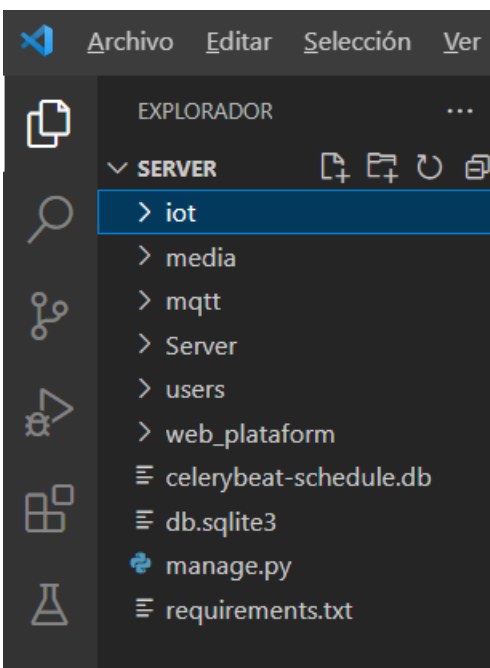 Archivo Editar Selección Ver
EXPLORADOR
SERVER
iot
media
mqtt
Server
users
web_plataform
celerybeat-schedule.db
db.sqlite3
manage.py
requirements.txt